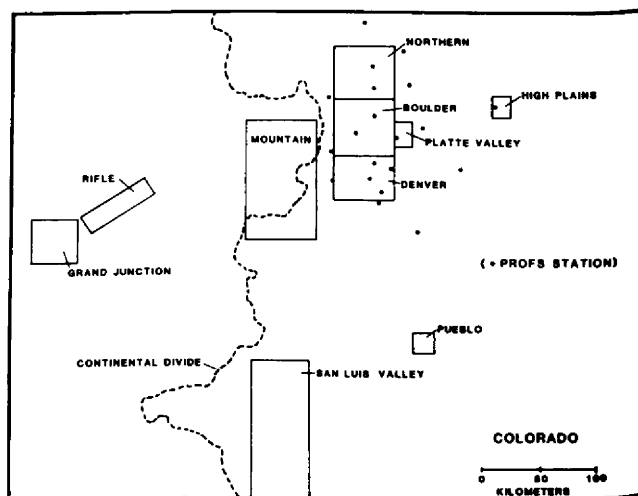 NORTHERN
HIGH PLAINS
BOULDER
MOUNTAIN
PLATTE VALLEY
RIFLE
DENVER
GRAND JUNCTION
(• PROFS STATION)
PUEBLO
CONTINENTAL DIVIDE
SAN LUIS VALLEY
COLORADO
0 50 100
KILOMETERS